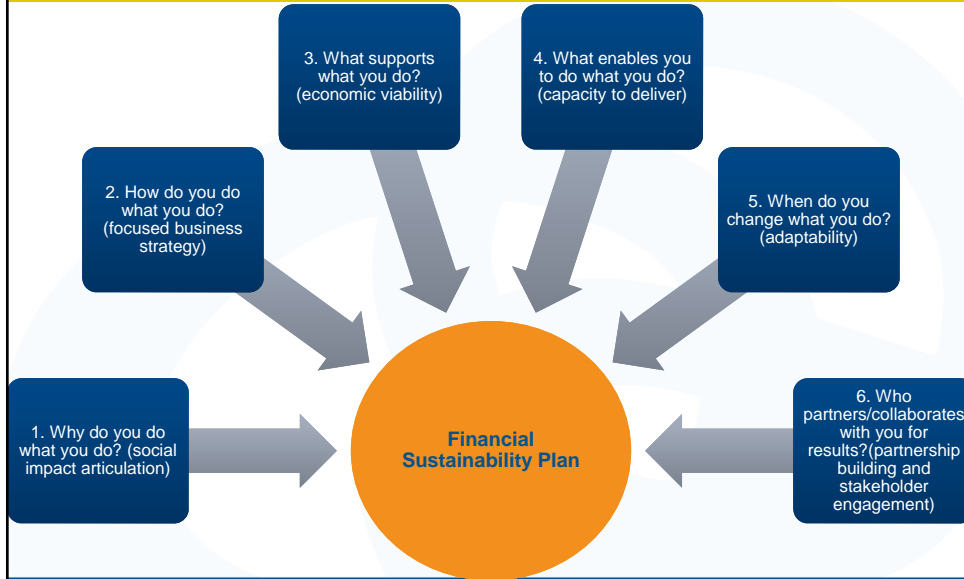 1. Why do you do
what you do? (social
impact articulation)
2. How do you do
what you do?
(focused business
strategy)
3. What supports
what you do?
(economic viability)
4. What enables you
to do what you do?
(capacity to deliver)
5. When do you
change what you do?
(adaptability)
6. Who
partners/collaborates
with you for
results?(partnership
building and
stakeholder
engagement)
Financial
Sustainability Plan